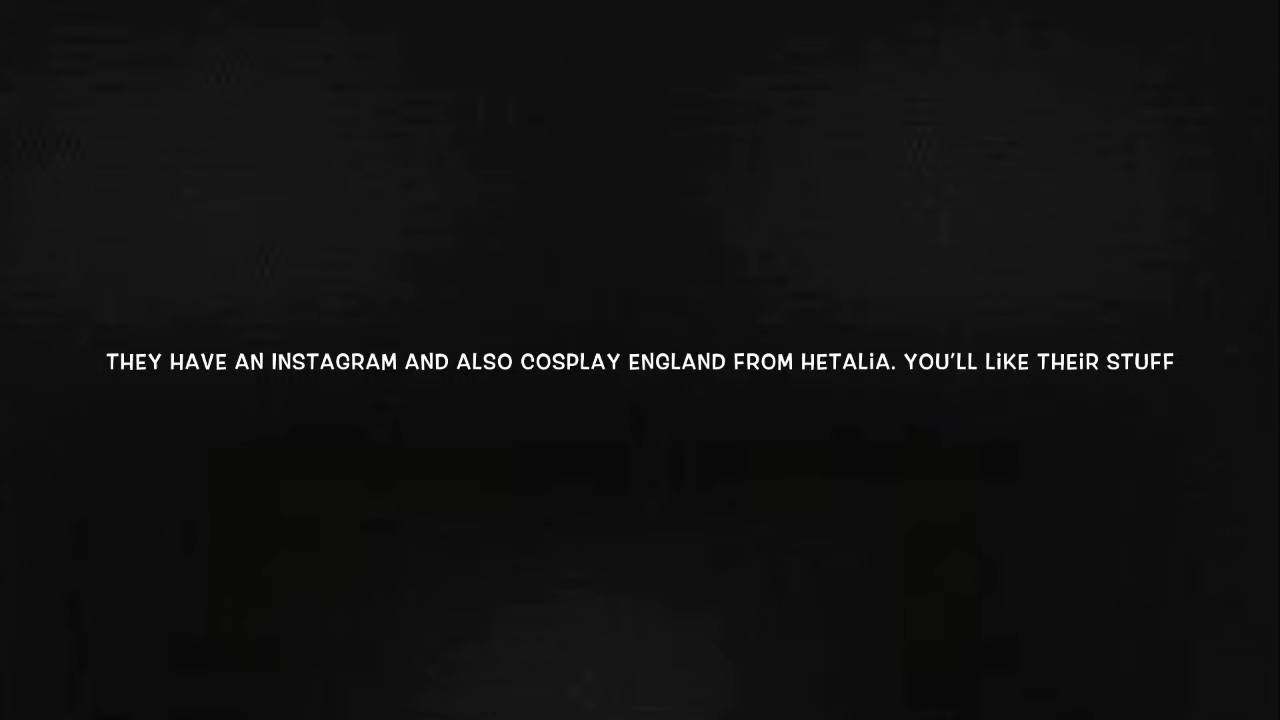 THEY HAVE AN INSTAGRAM AND ALSO COSPLAY ENGLAND FROM HETALiA. YOU'LL LiKE THEiR STUFF